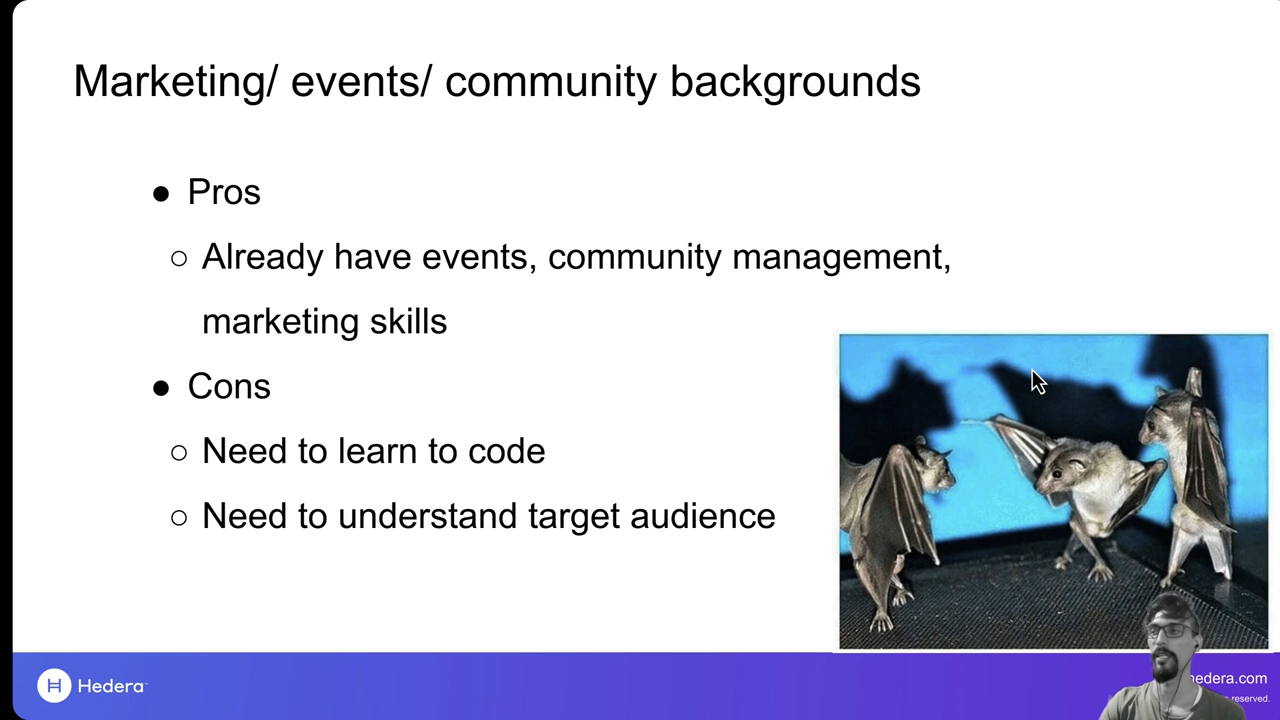 Marketing/ events/ community backgrounds
● Pros
○ Already have events, community management,
marketing skills
● Cons
○ Need to learn to code
○ Need to understand target audience
Hedera
hedera.com
reserved.